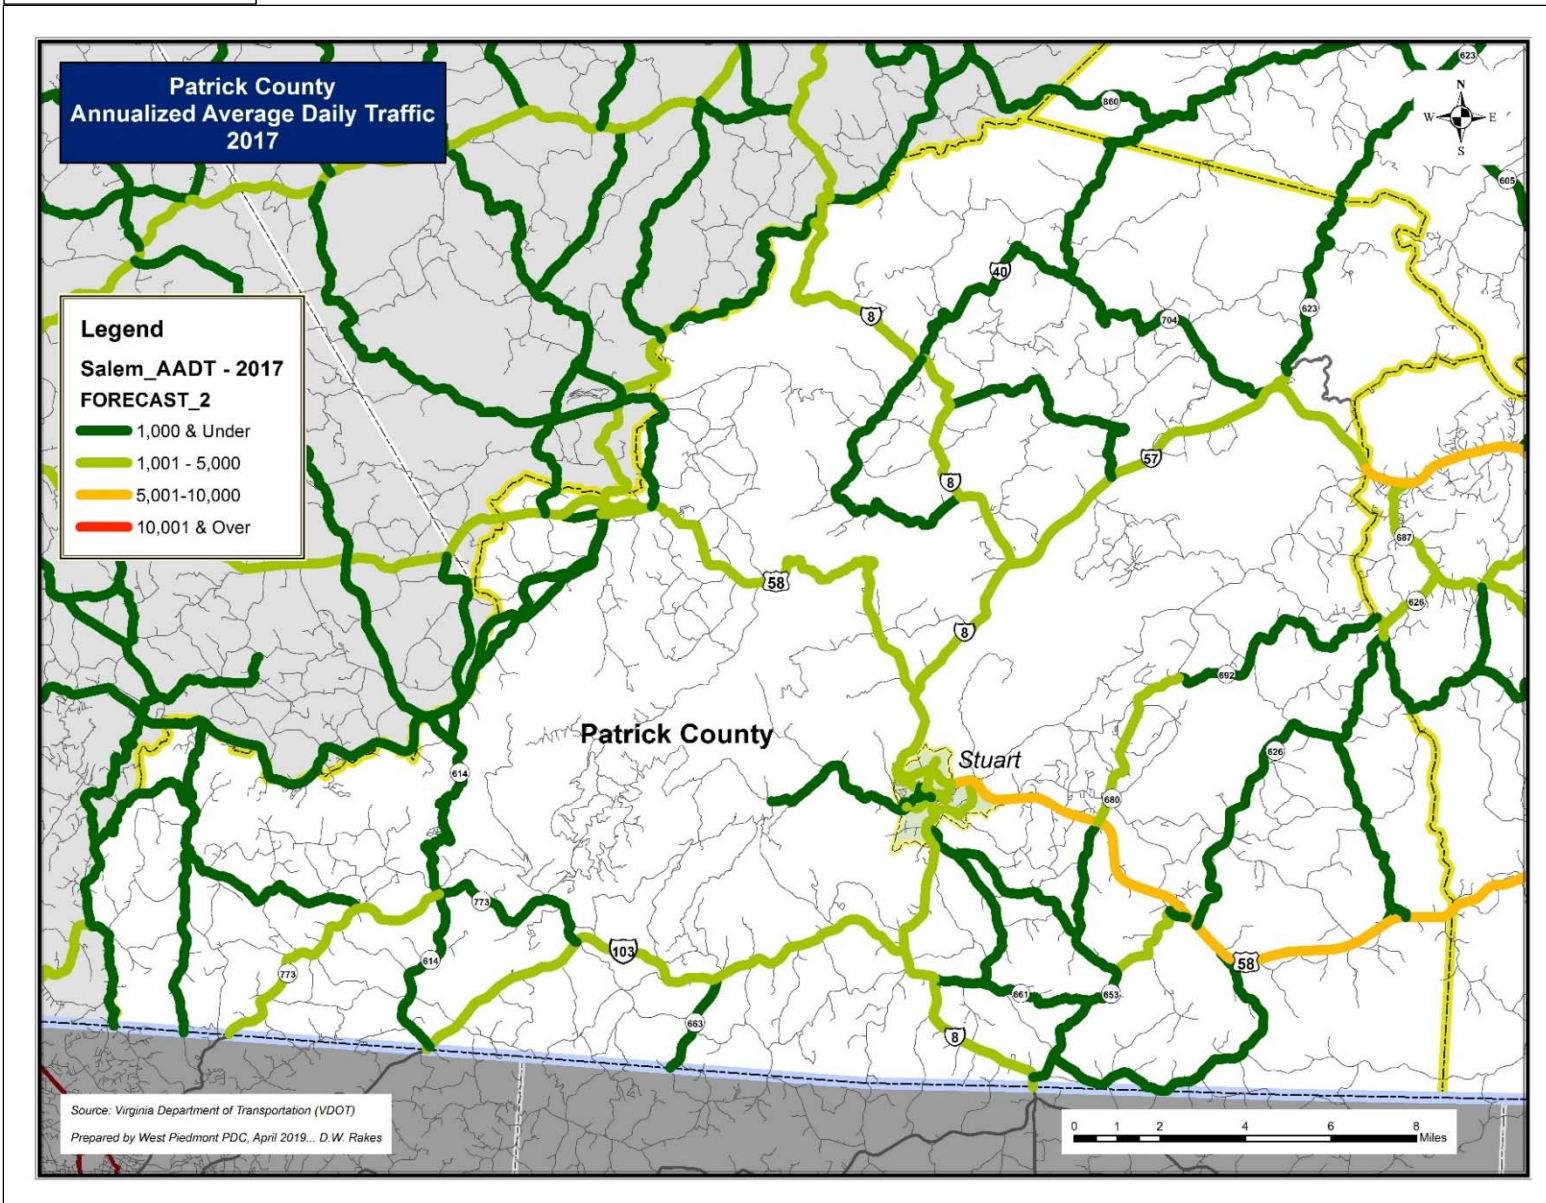 Patrick County
Annualized Average Daily Traffic
2017
N
W E
S
Legend
Salem_AADT - 2017
FORECAST_2
1,000 & Under
1,001 - 5,000
5,001-10,000
10,001 & Over
623
860
605
40
8
704
623
57
8
687
58
626
8
692
Patrick County
Stuart
626
614
680
773
103
614
58
773
661
653
663
8
Source: Virginia Department of Transportation (VDOT)
Prepared by West Piedmont PDC, April 2019... D.W. Rakes
0 1 2 4 6 8
Miles